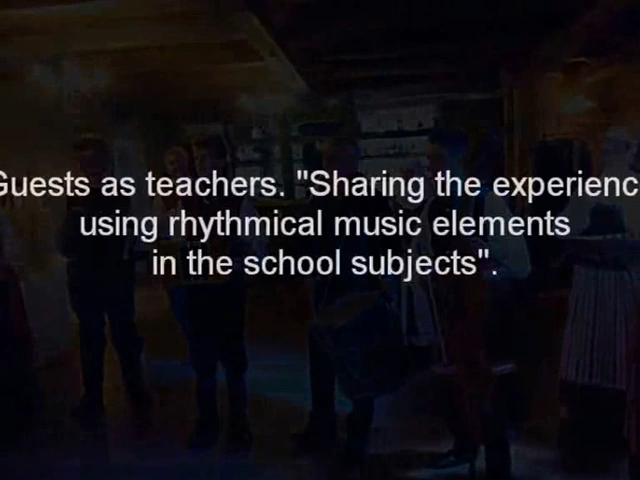 Guests as teachers. "Sharing the experienc
using rhythmical music elements
in the school subjects".